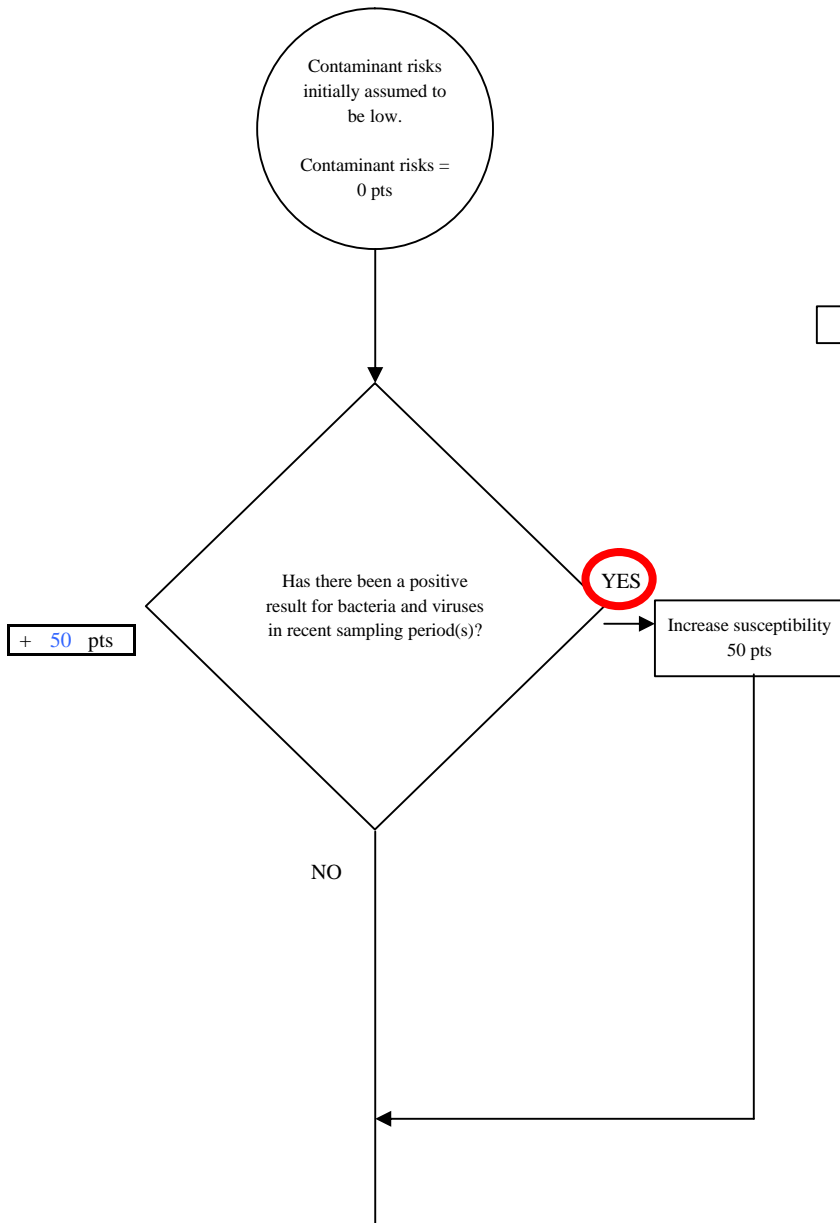 Contaminant risks
initially assumed to
be low.
Contaminant risks =
0 pts
Has there been a positive
result for bacteria and viruses
in recent sampling period(s)?
YES
Increase susceptibility
50 pts
+ 50 pts
NO